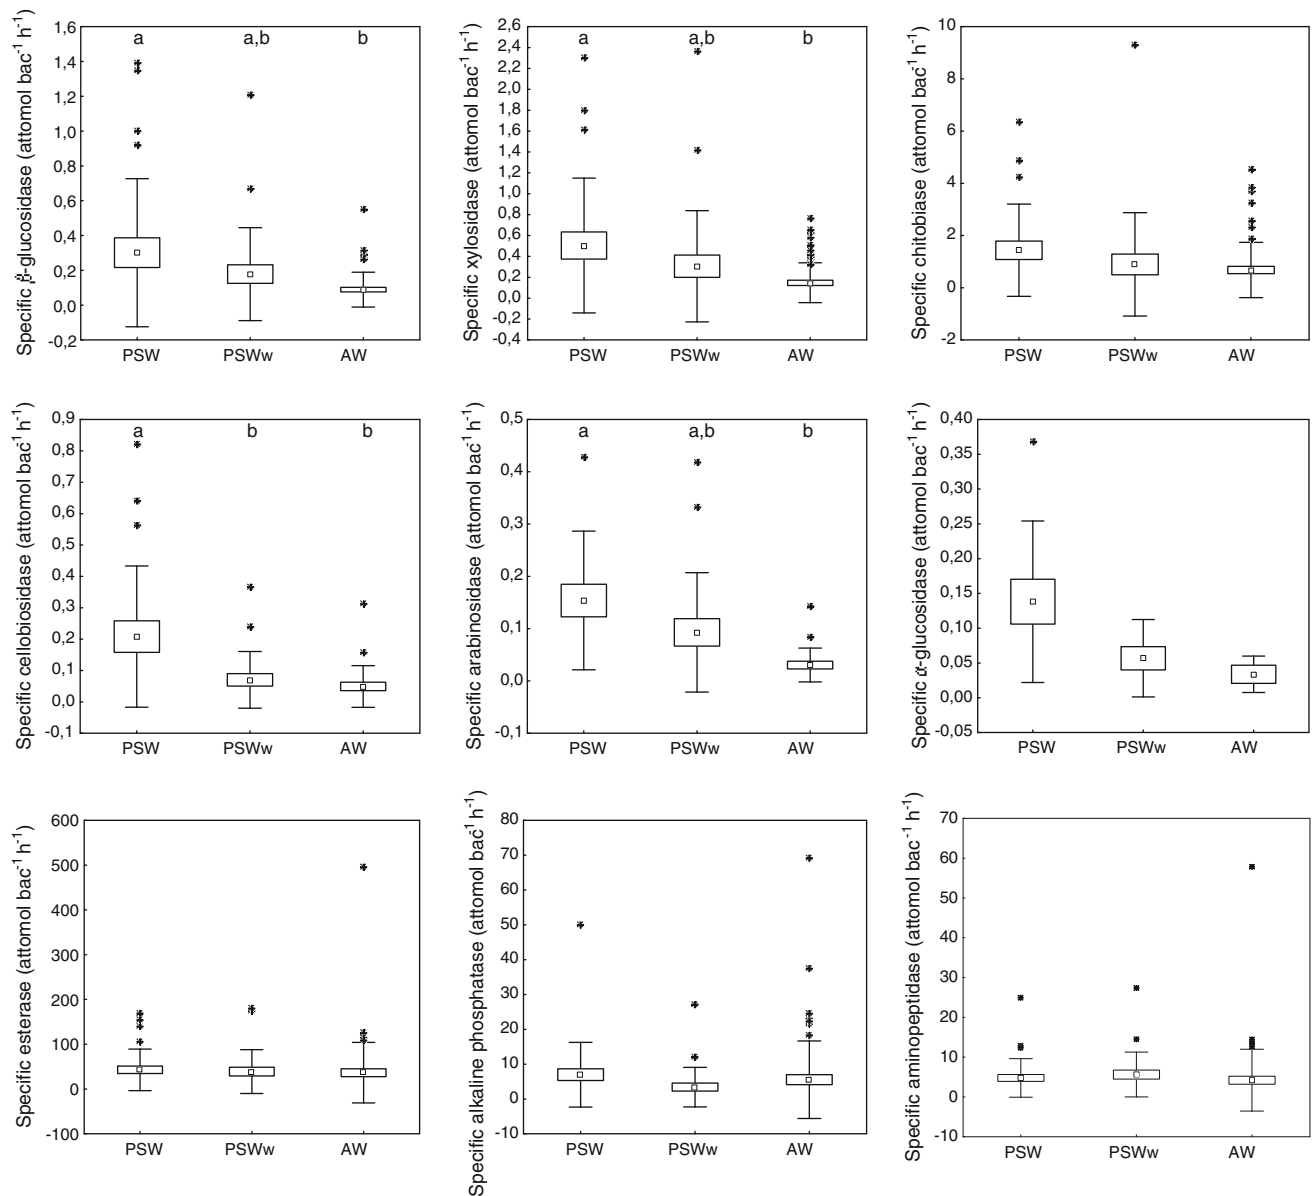 Specific β-glucosidase (attomol bac-1 h-1)
1,6
1,4
1,2
1,0
0,8
0,6
0,4
0,2
0,0
-0,2
a
a,b
b
PSW
PSWw
AW
Specific xylosidase (attomol bac-1 h-1)
2,6
2,4
2,2
2,0
1,8
1,6
1,4
1,2
1,0
0,8
0,6
0,4
0,2
0,0
-0,2
-0,4
a
a,b
b
PSW
PSWw
AW
Specific chitobiase (attomol bac-1 h-1)
10
8
6
4
2
0
-2
PSW
PSWw
AW
Specific cellobiosidase (attomol bac-1 h-1)
0,9
0,8
0,7
0,6
0,5
0,4
0,3
0,2
0,1
0,0
-0,1
a
b
b
PSW
PSWw
AW
Specific arabinosidase (attomol bac-1 h-1)
0,5
0,4
0,3
0,2
0,1
0,0
-0,1
a
a,b
b
PSW
PSWw
AW
Specific α-glucosidase (attomol bac-1 h-1)
0,40
0,35
0,30
0,25
0,20
0,15
0,10
0,05
0,00
-0,05
PSW
PSWw
AW
Specific esterase (attomol bac-1 h-1)
600
500
400
300
200
100
0
-100
PSW
PSWw
AW
Specific alkaline phosphatase (attomol bac-1 h-1)
80
70
60
50
40
30
20
10
0
-10
PSW
PSWw
AW
Specific aminopeptidase (attomol bac-1 h-1)
70
60
50
40
30
20
10
0
-10
PSW
PSWw
AW